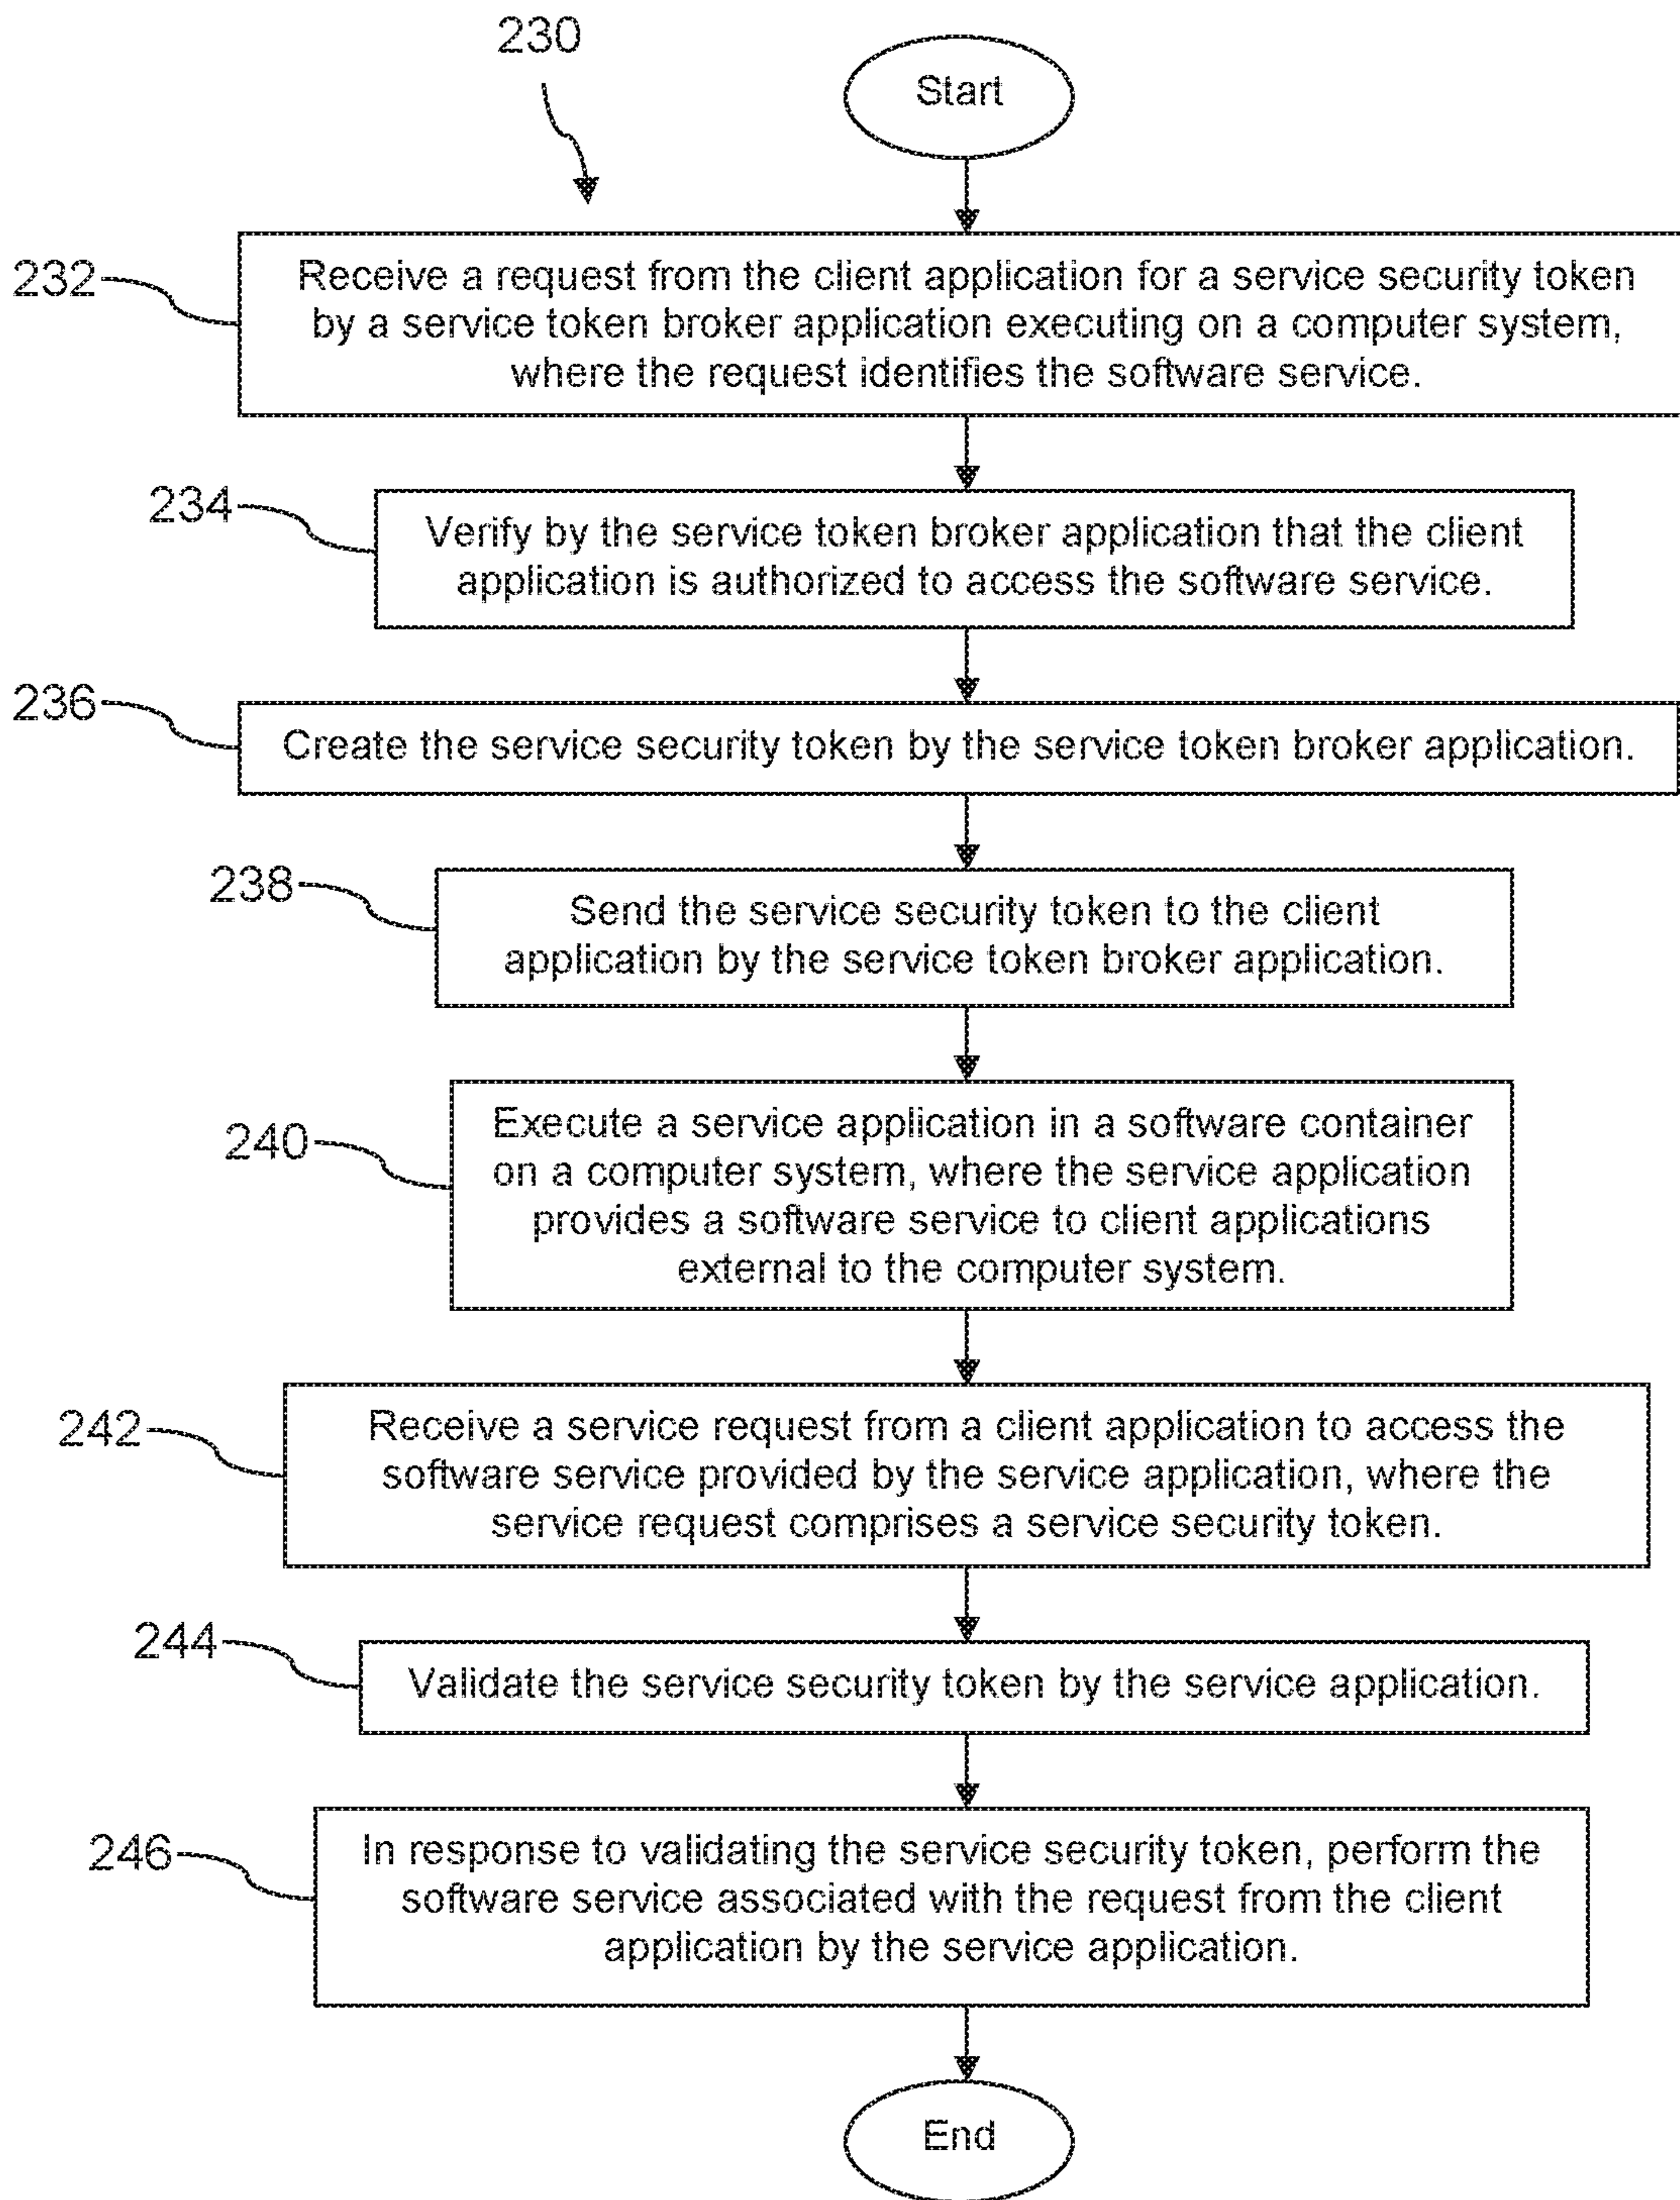 230
Start
232
Receive a request from the client application for a service security token
by a service token broker application executing on a computer system,
where the request identifies the software service.
234
Verify by the service token broker application that the client
application is authorized to access the software service.
236
Create the service security token by the service token broker application.
238
Send the service security token to the client
application by the service token broker application.
240
Execute a service application in a software container
on a computer system, where the service application
provides a software service to client applications
external to the computer system.
242
Receive a service request from a client application to access the
software service provided by the service application, where the
service request comprises a service security token.
244
Validate the service security token by the service application.
246
In response to validating the service security token, perform the
software service associated with the request from the client
application by the service application.
End